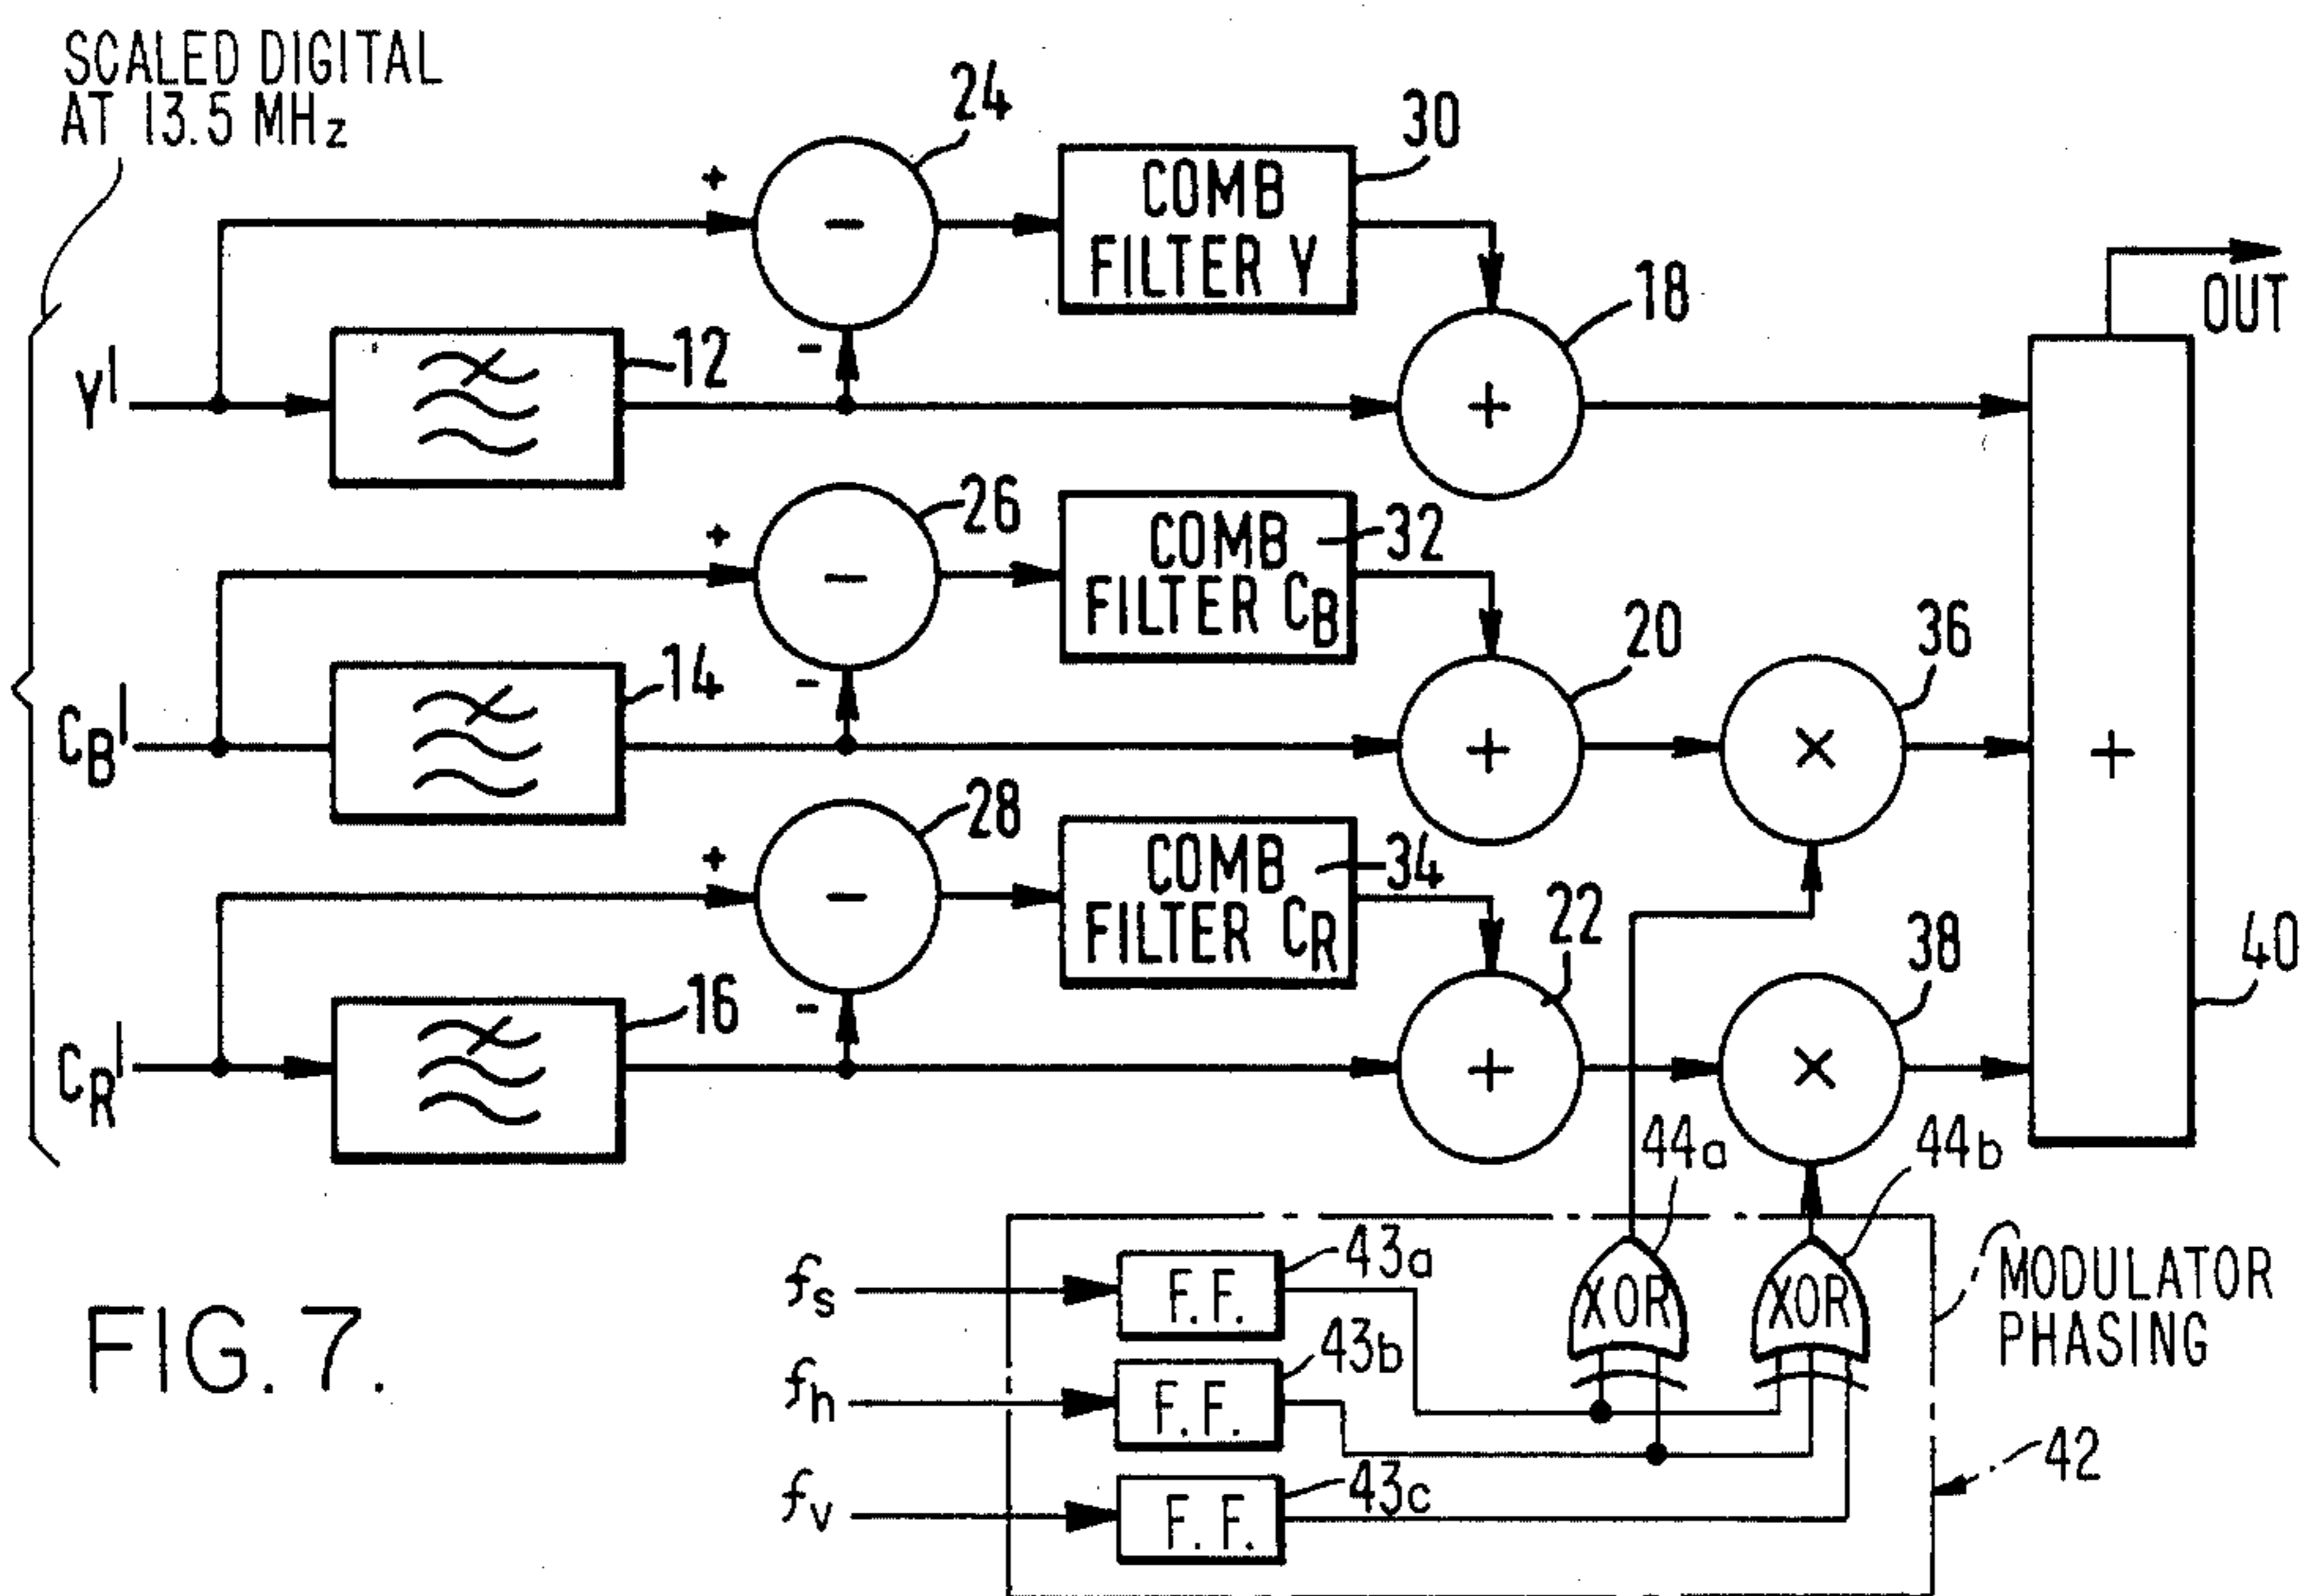 SCALED DIGITAL
AT 13.5 MHz
24
30
+
-
COMB
FILTER Y
18
OUT
Y'
12
-
+
26
32
+
-
COMB
FILTER CB
20
36
CB'
14
-
+
×
+
28
34
+
-
COMB
FILTER CR
22
38
40
CR'
16
-
+
×
44a
44b
fs
F.F.
43a
XOR
XOR
MODULATOR
PHASING
fh
F.F.
43b
fv
F.F.
43c
42
FIG. 7.